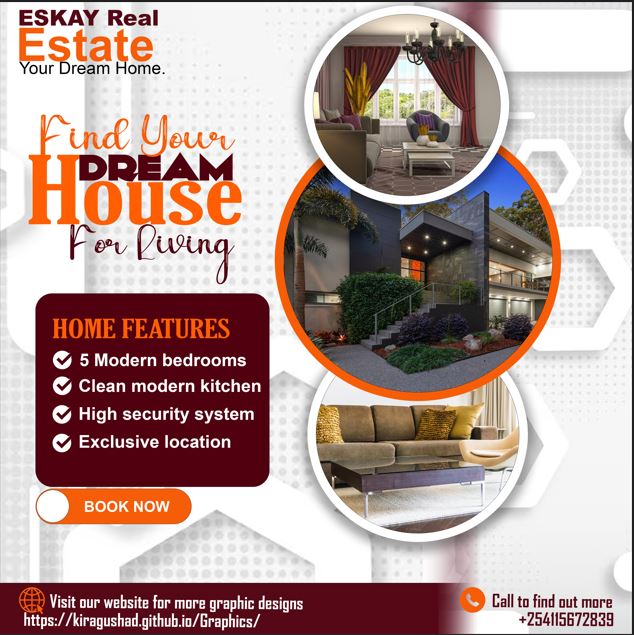 ESKAY Real
Estate
Your Dream Home.
Find Your
DREAM
House
For Living
HOME FEATURES
5 Modern bedrooms
Clean modern kitchen
High security system
Exclusive location
BOOK NOW
Visit our website for more graphic designs
https://kiragushad.github.io/Graphics/
Call to find out more
+254115672839